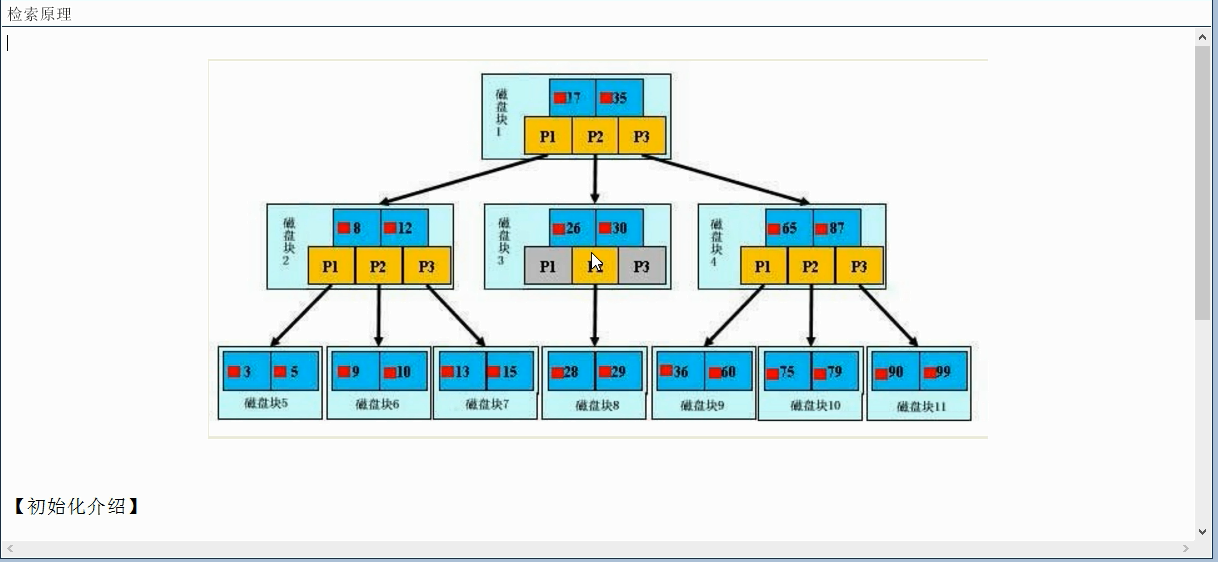 检索原理
磁盘块1
17 35
P1 P2 P3
磁盘块2
8 12
P1 P2 P3
磁盘块3
26 30
P1 P3
磁盘块4
65 87
P1 P2 P3
3 5
磁盘块5
9 10
磁盘块6
13 15
磁盘块7
28 29
磁盘块8
36 60
磁盘块9
75 79
磁盘块10
90 99
磁盘块11
【初始化介绍】